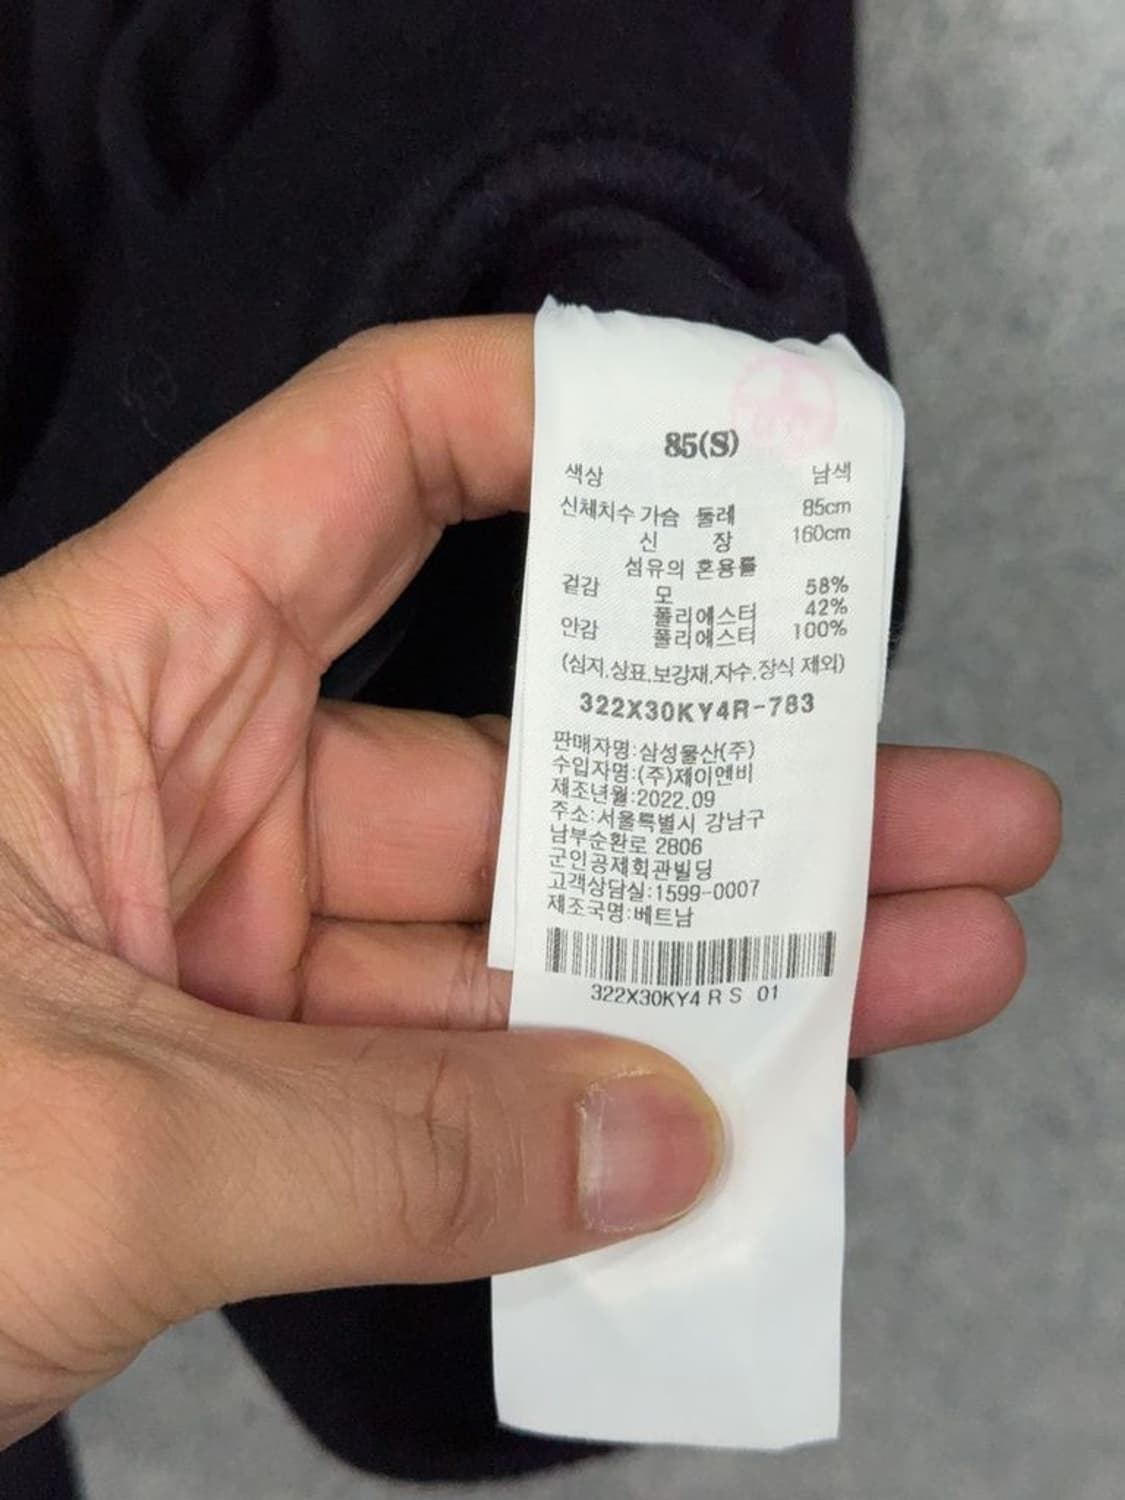 85(S)
색상 남색
신체치수 가슴 둘레 85cm
신 장 160cm
섬유의 혼용률
겉감 모 58%
폴리에스터 42%
안감 폴리에스터 100%
(심지,상표,보강재,자수,장식 제외)
322X30KY4R-783
판매자명:삼성물산(주)
수입자명:(주)제이엔비
제조년월:2022.09
주소:서울특별시 강남구
남부순환로 2806
군인공제회관빌딩
고객상담실:1599-0007
제조국명:베트남
322X30KY4 R S 01